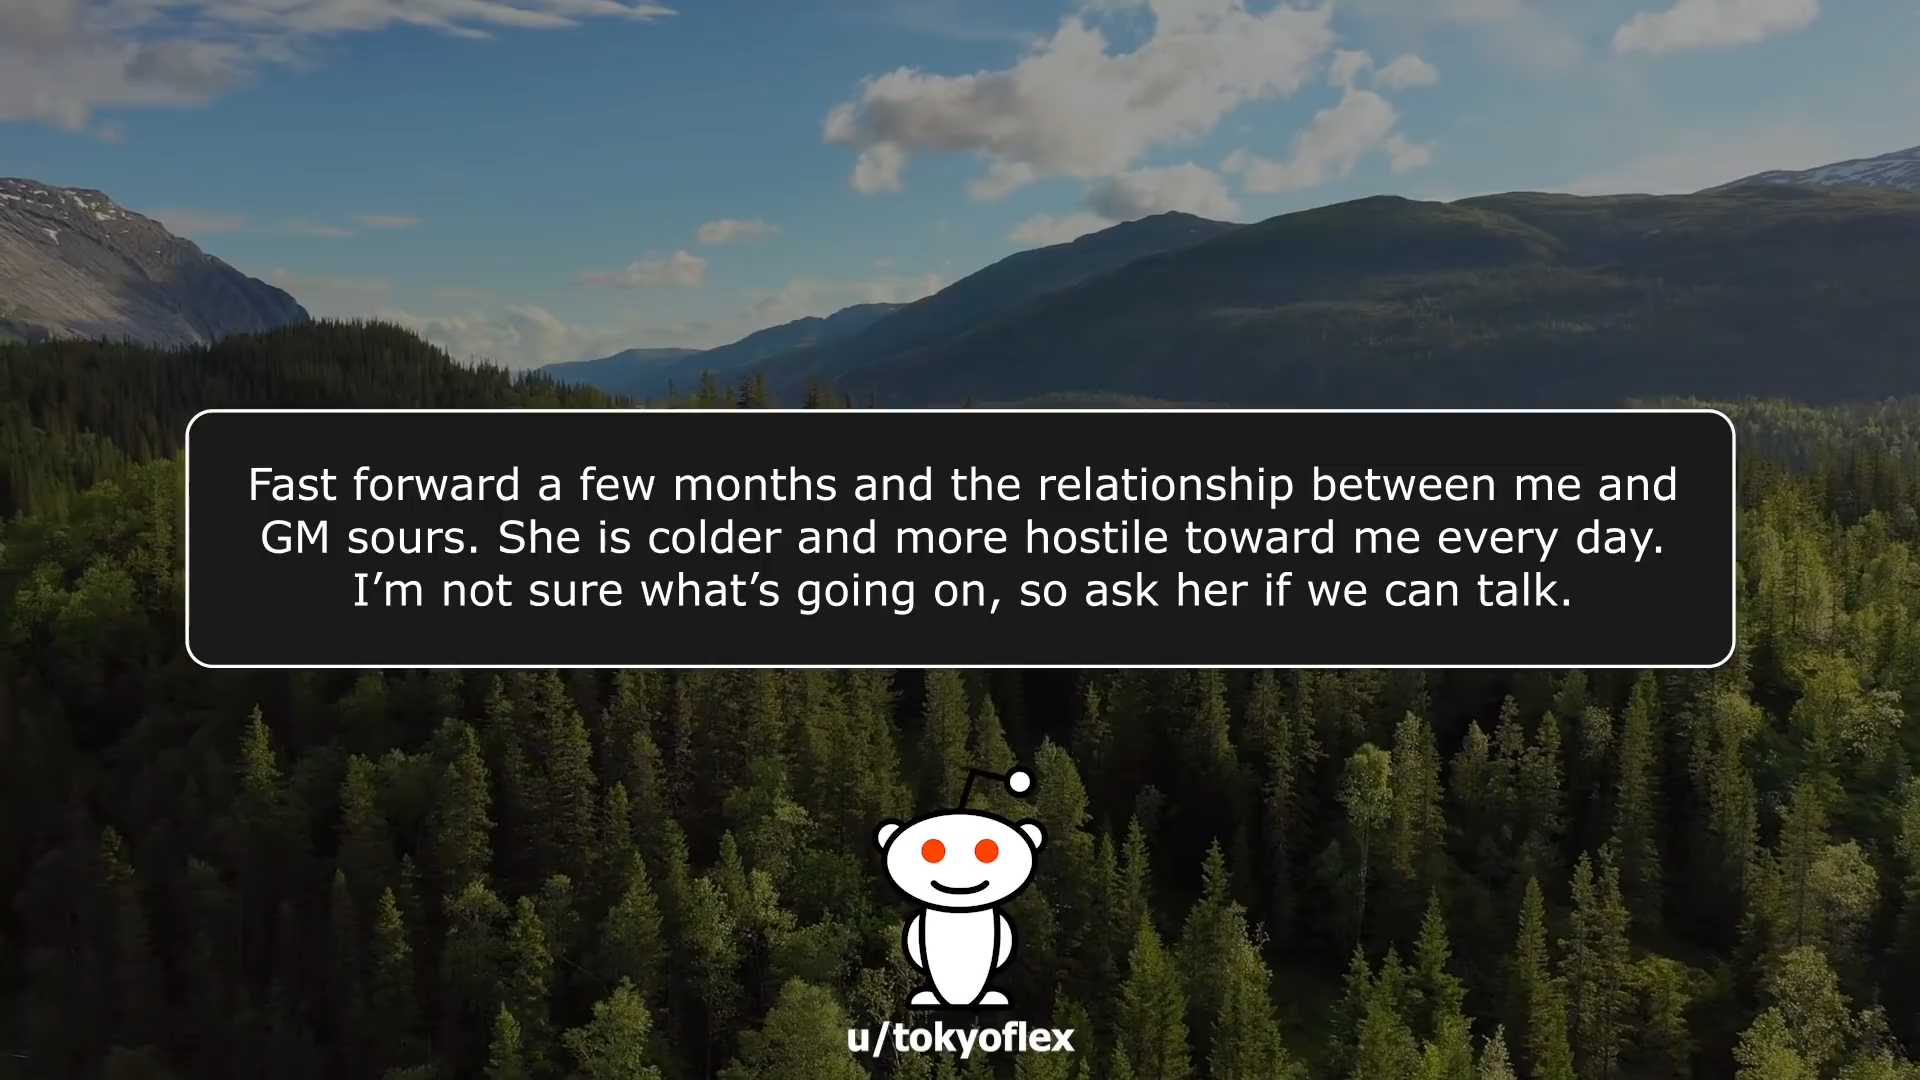 Fast forward a few months and the relationship between me and
GM sours. She is colder and more hostile toward me every day.
I’m not sure what’s going on, so ask her if we can talk.
u/tokyoflex